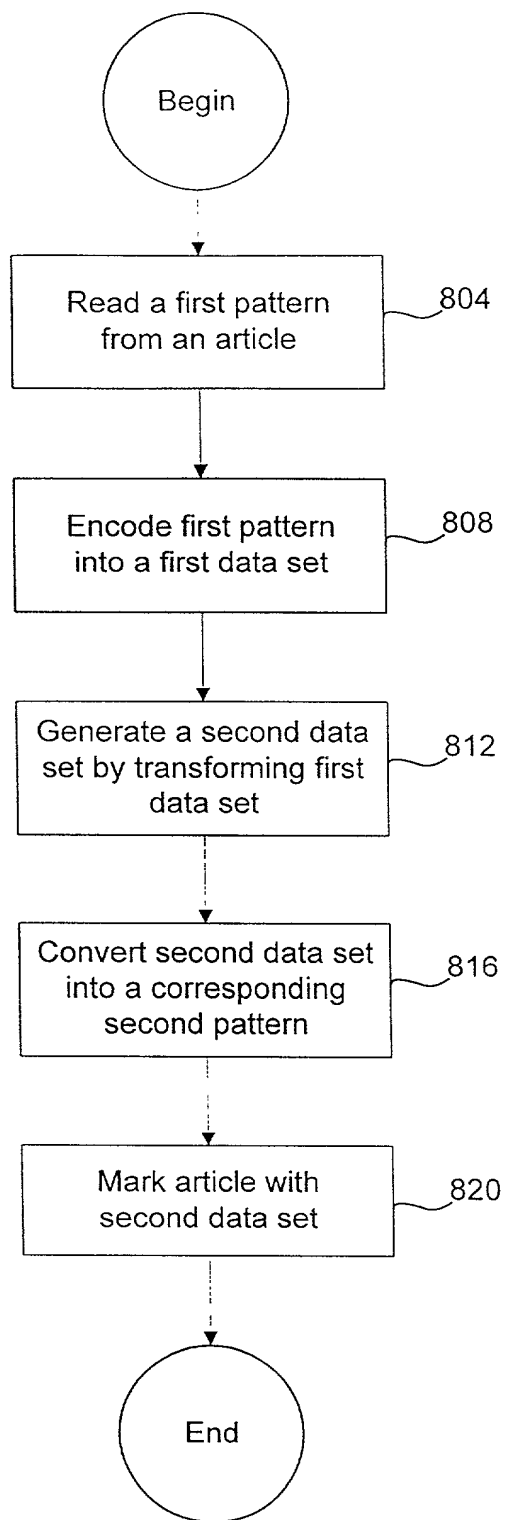 Begin
Read a first pattern
from an article
804
Encode first pattern
into a first data set
808
Generate a second data
set by transforming first
data set
812
Convert second data set
into a corresponding
second pattern
816
Mark article with
second data set
820
End